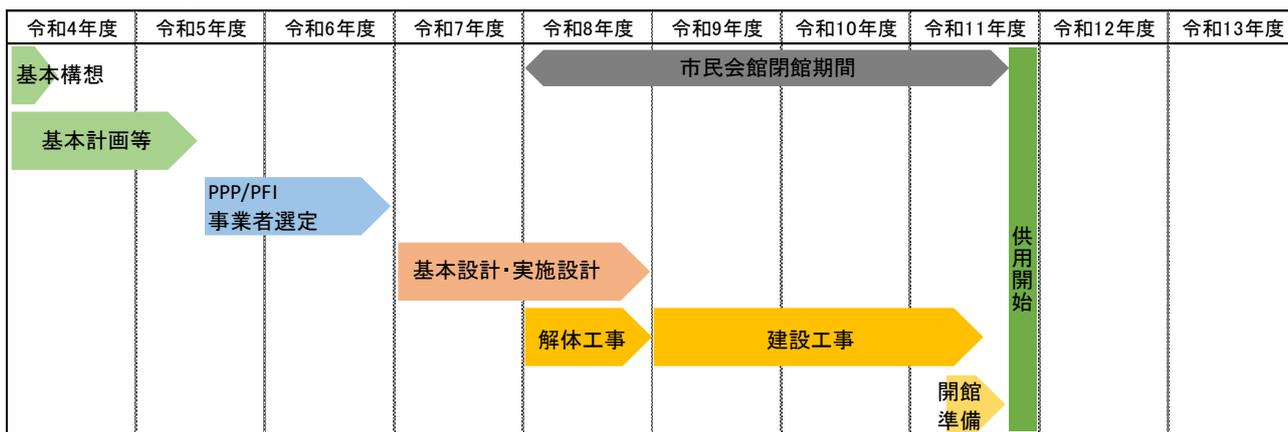 令和4年度 令和5年度 令和6年度 令和7年度 令和8年度 令和9年度 令和10年度 令和11年度 令和12年度 令和13年度
基本構想
市民会館閉館期間
基本計画等
PPP/PFI
事業者選定
供用開始
基本設計・実施設計
解体工事
建設工事
開館
準備